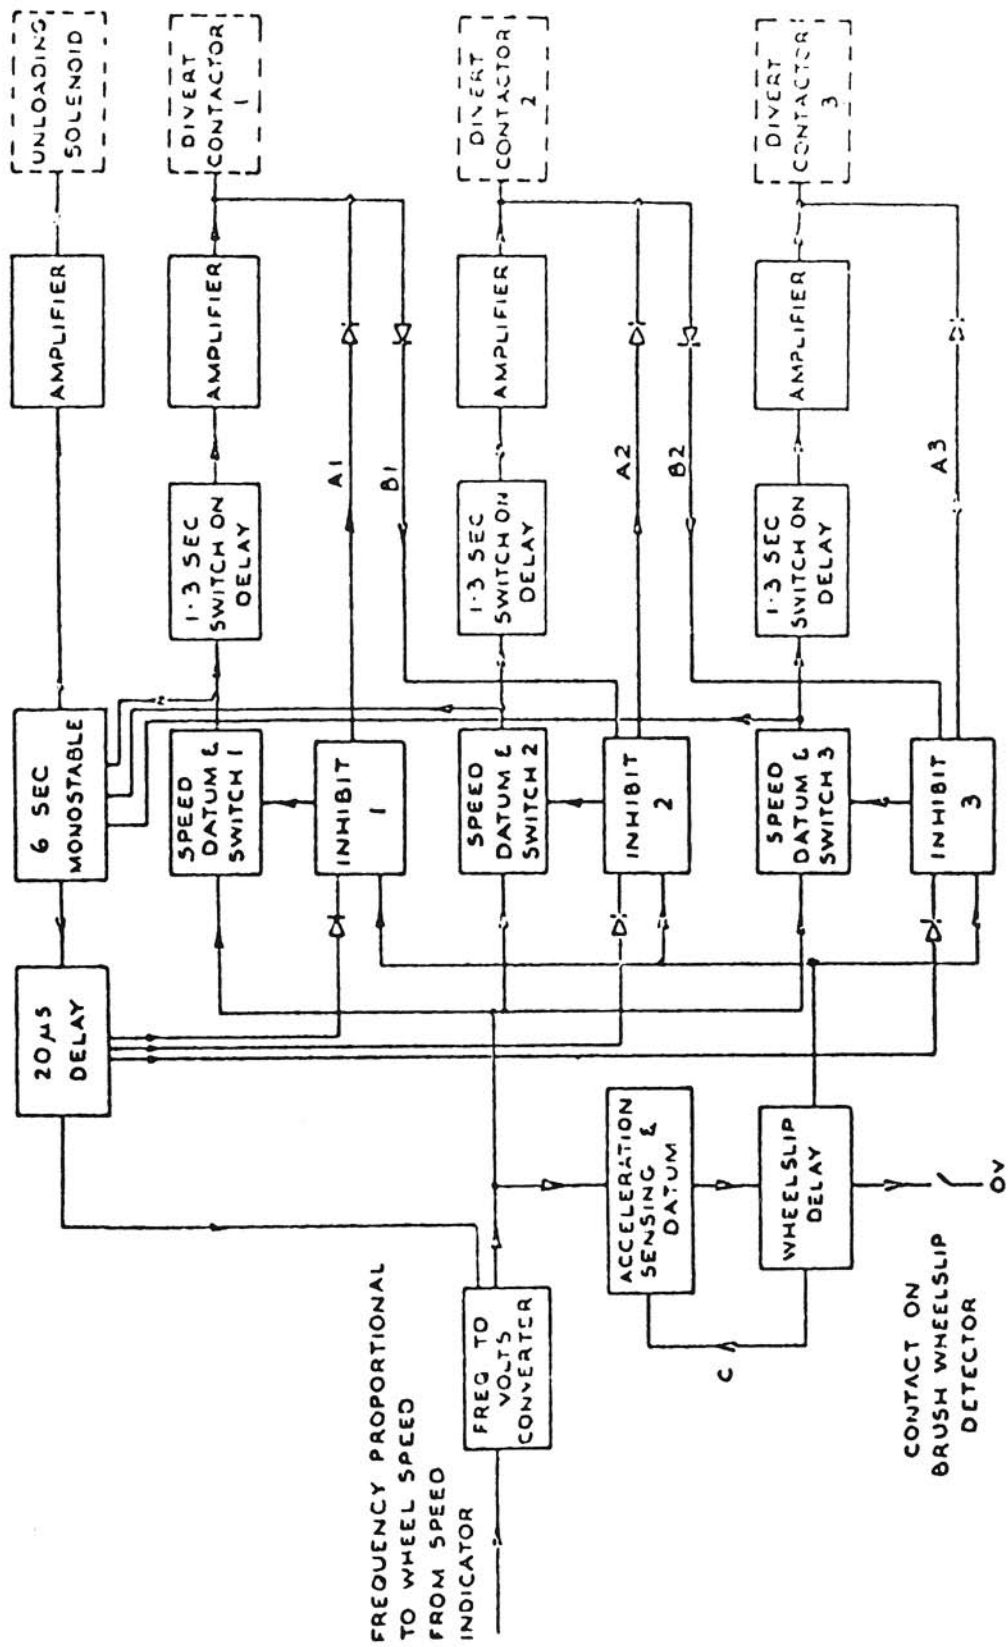 UNLOADING
SOLENOID
DIVERT
CONTACTOR
1
DIVERT
CONTACTOR
2
DIVERT
CONTACTOR
3
AMPLIFIER
AMPLIFIER
AMPLIFIER
AMPLIFIER
1·3 SEC
SWITCH ON
DELAY
1·3 SEC
SWITCH ON
DELAY
1·3 SEC
SWITCH ON
DELAY
A1
B1
A2
B2
A3
6 SEC
MONOSTABLE
SPEED
DATUM &
SWITCH 1
INHIBIT
1
SPEED
DATUM &
SWITCH 2
INHIBIT
2
SPEED
DATUM &
SWITCH 3
INHIBIT
3
20 µS
DELAY
ACCELERATION
SENSING &
DATUM
WHEELSLIP
DELAY
0V
C
FREQ TO
VOLTS
CONVERTER
FREQUENCY PROPORTIONAL
TO WHEEL SPEED
FROM SPEED
INDICATOR
CONTACT ON
BRUSH WHEELSLIP
DETECTOR